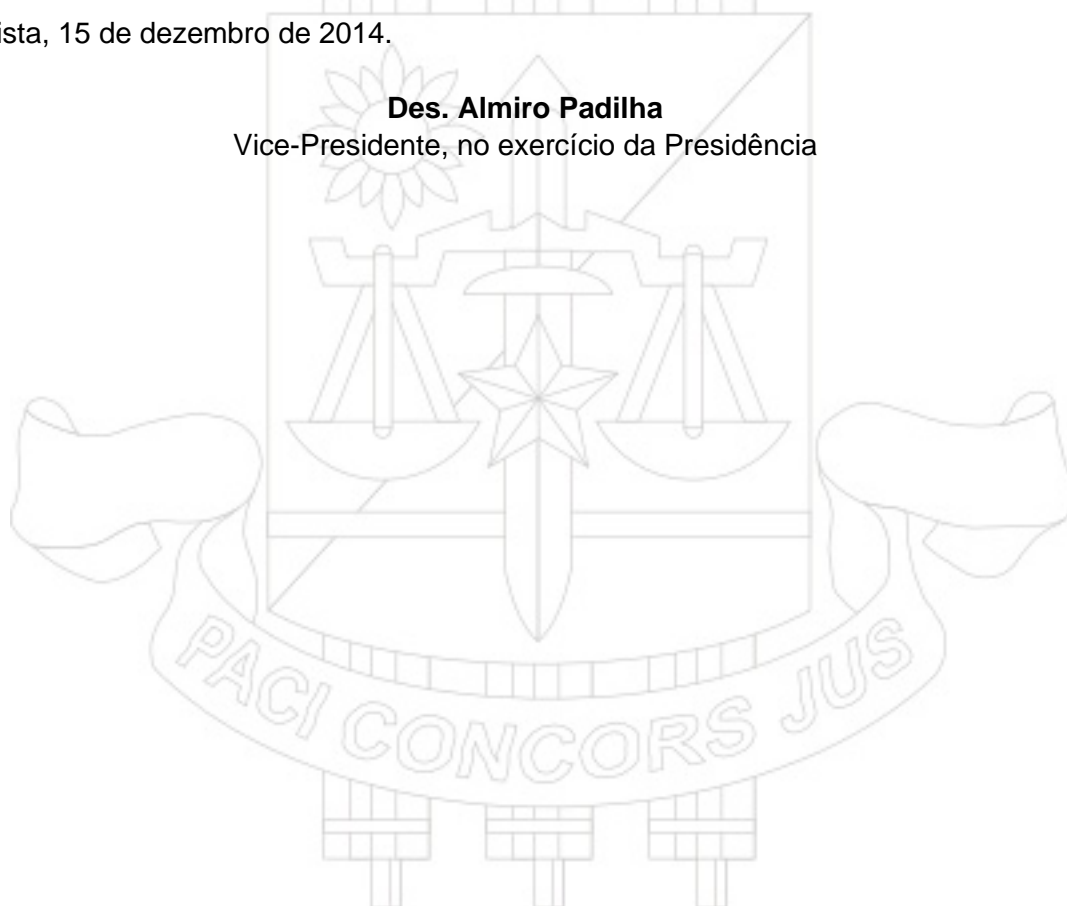 ista, 15 de dezembro de 2014.
Des. Almiro Padilha
Vice-Presidente, no exercício da Presidência
PACI CONCORS JUS